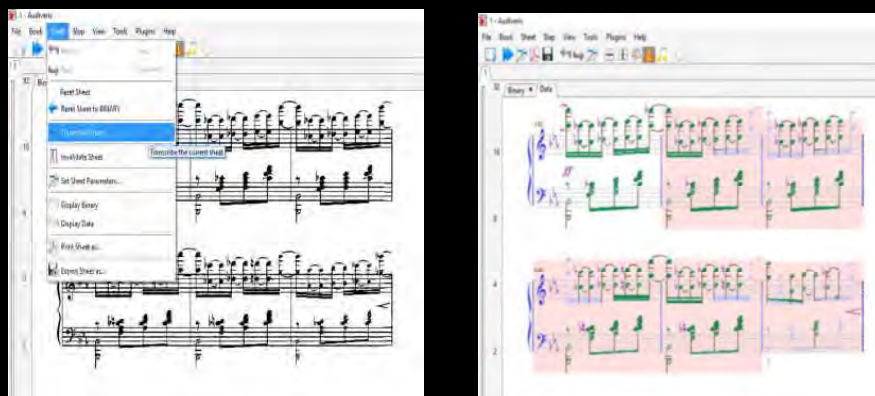 1 - Audiveris
File Book Sheet Step View Tools Plugins Help
Reset Sheet
Reset Sheet to BINARY
Transcribe the current sheet
Invalidate Sheet
Set Sheet Parameters...
Display Binary
Display Data
Print Sheet as...
Export Sheet as...
1 - Audiveris
File Book Sheet Step View Tools Plugins Help
Binary Data